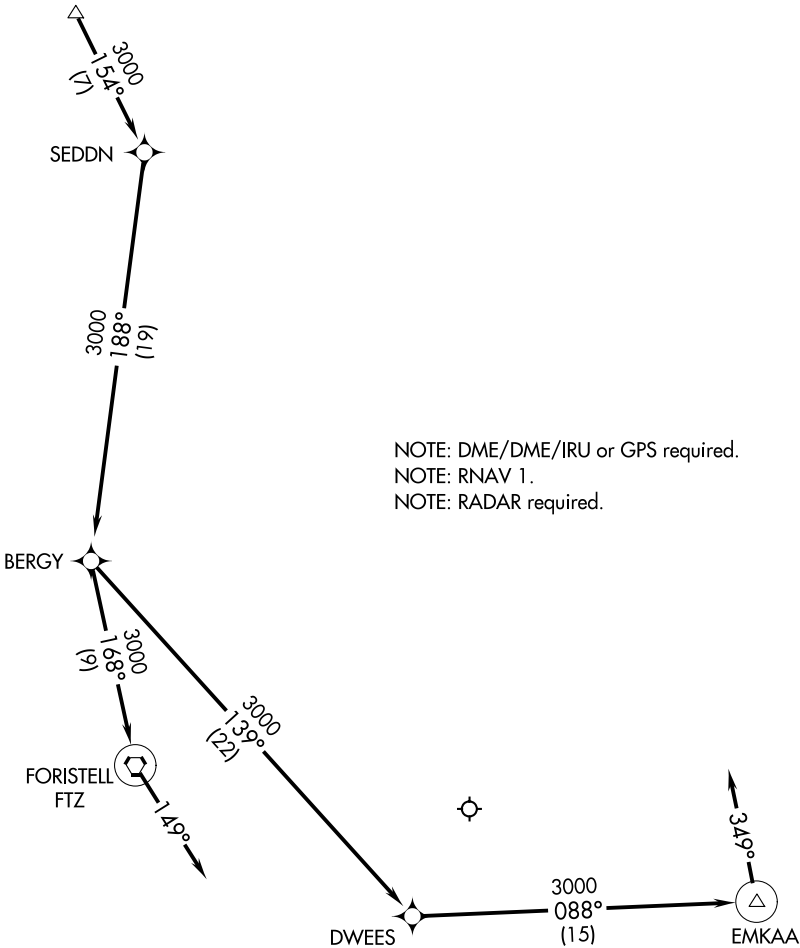 3000
154°
(7)
SEDDN
3000
188°
(19)
NOTE: DME/DME/IRU or GPS required.
NOTE: RNAV 1.
NOTE: RADAR required.
BERGY
3000
168°
(9)
3000
139°
(22)
FORISTELL
FTZ
149°
349°
3000
088°
(15)
DWEES
EMKAA